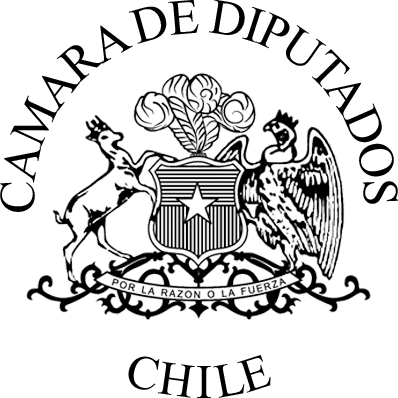 CAMARA DE DIPUTADOS
POR LA RAZON O LA FUERZA
CHILE